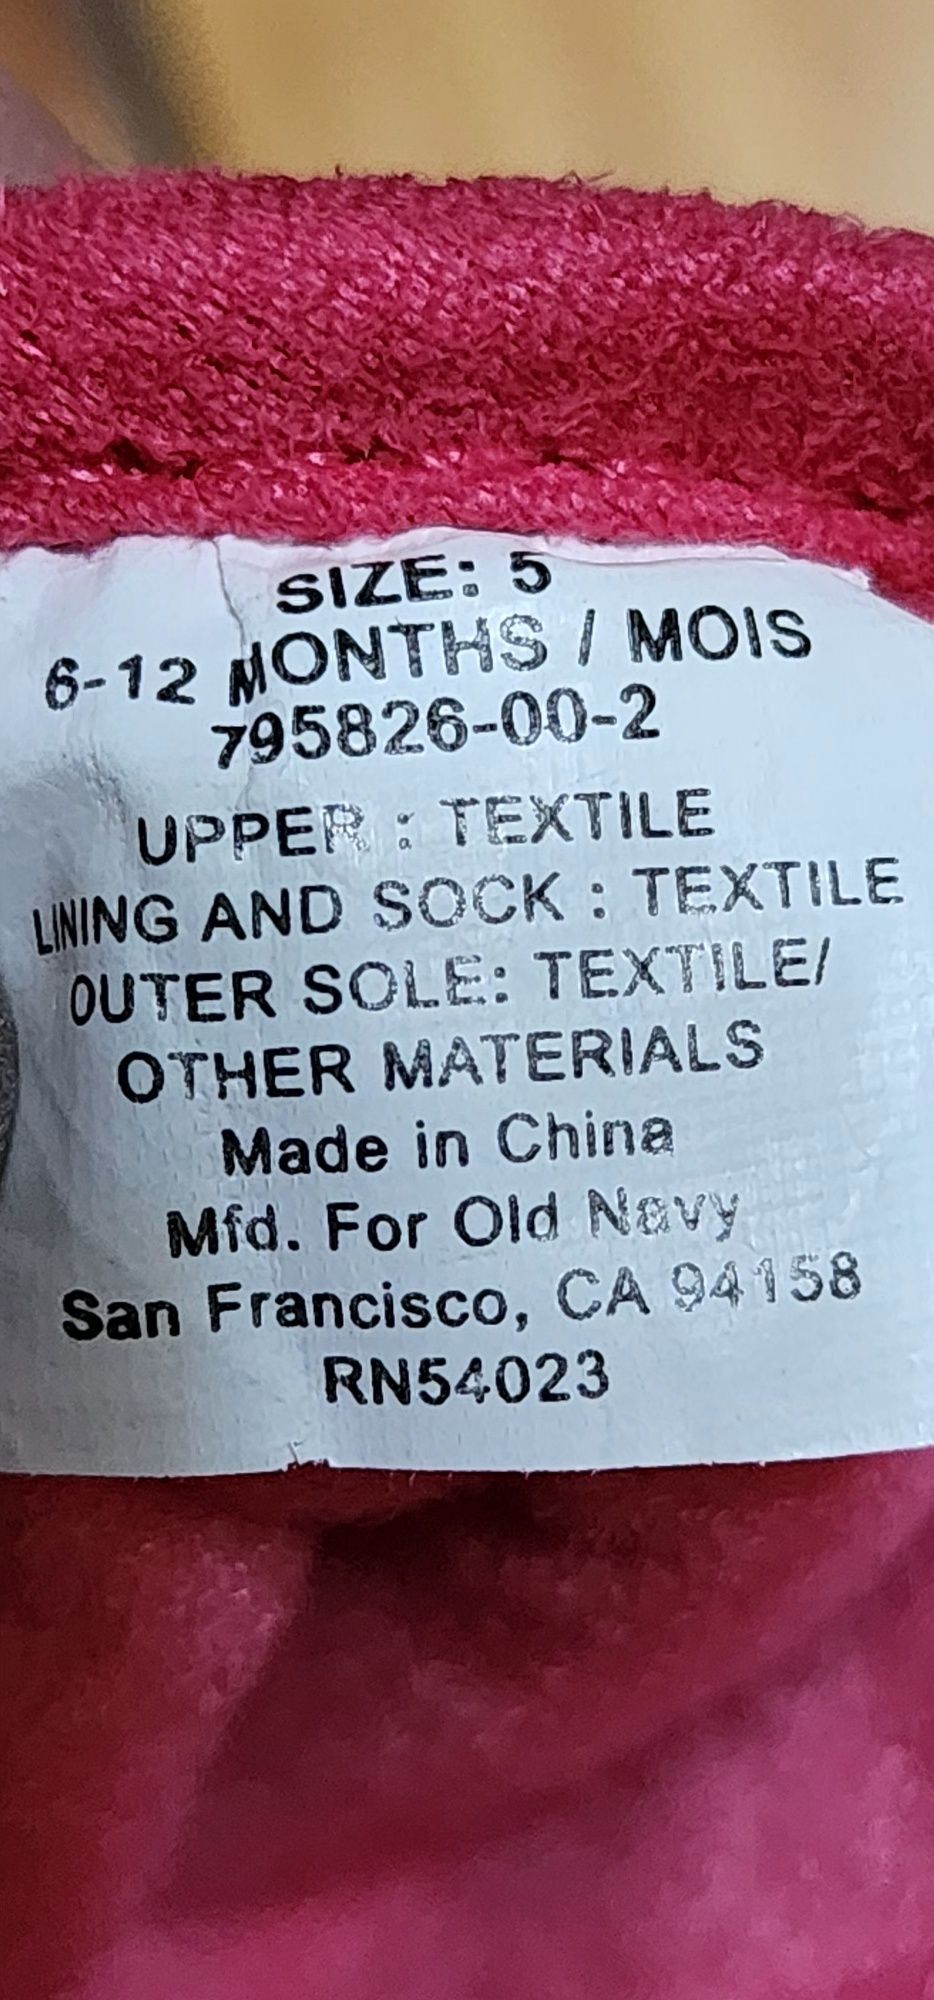 SIZE: 5
6-12 MONTHS / MOIS
795826-00-2
UPPER : TEXTILE
LINING AND SOCK : TEXTILE
OUTER SOLE: TEXTILE/
OTHER MATERIALS
Made in China
Mfd. For Old Navy
San Francisco, CA 94158
RN54023